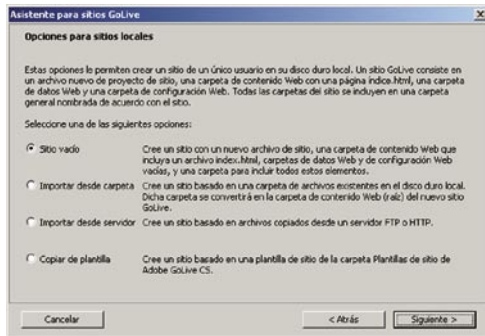 Asistente para sitios GoLive
Opciones para sitios locales
Estas opciones le permiten crear un sitio de un único usuario en su disco duro local. Un sitio GoLive consiste en
un archivo nuevo de proyecto de sitio, una carpeta de contenido Web con una página índice.html, una carpeta
de datos Web y una carpeta de configuración Web. Todas las carpetas del sitio se incluyen en una carpeta
general nombrada de acuerdo con el sitio.
Seleccione una de las siguientes opciones:
Sitio vacío
Cree un sitio con un nuevo archivo de sitio, una carpeta de contenido Web que
incluya un archivo index.html, carpetas de datos Web y de configuración Web
vacías, y una carpeta para incluir todos estos elementos.
Importar desde carpeta
Cree un sitio basado en una carpeta de archivos existentes en el disco duro local.
Dicha carpeta se convertirá en la carpeta de contenido Web (raíz) del nuevo sitio
GoLive.
Importar desde servidor
Cree un sitio basado en archivos copiados desde un servidor FTP o HTTP.
Copiar de plantilla
Cree un sitio basado en una plantilla de sitio de la carpeta Plantillas de sitio de
Adobe GoLive CS.
Cancelar
< Atrás
Siguiente >